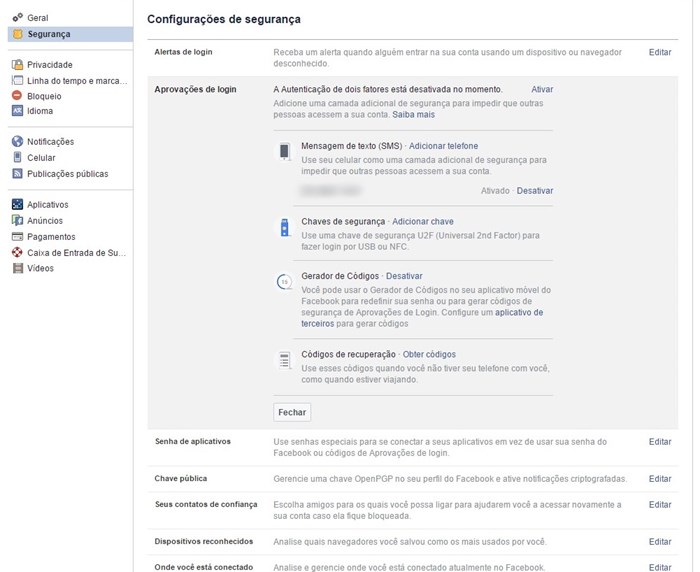 Geral
Segurança
Privacidade
Linha do tempo e marca...
Bloqueio
Idioma
Notificações
Celular
Publicações públicas
Aplicativos
Anúncios
Pagamentos
Caixa de Entrada de Su...
Vídeos
Configurações de segurança
Alertas de login
Receba um alerta quando alguém entrar na sua conta usando um dispositivo ou navegador
desconhecido.
Editar
Aprovações de login
A Autenticação de dois fatores está desativada no momento. Ativar
Adicione uma camada adicional de segurança para impedir que outras
pessoas acessem a sua conta. Saiba mais
Mensagem de texto (SMS) · Adicionar telefone
Use seu celular como uma camada adicional de segurança para
impedir que outras pessoas acessem a sua conta.
Ativado · Desativar
Chaves de segurança · Adicionar chave
Use uma chave de segurança U2F (Universal 2nd Factor) para
fazer login por USB ou NFC.
15
Gerador de Códigos · Desativar
Você pode usar o Gerador de Códigos no seu aplicativo móvel do
Facebook para redefinir sua senha ou para gerar códigos de
segurança de Aprovações de Login. Configure um aplicativo de
terceiros para gerar códigos
Códigos de recuperação · Obter códigos
Use esses códigos quando você não tiver seu telefone com você,
como quando estiver viajando.
Fechar
Senha de aplicativos
Use senhas especiais para se conectar a seus aplicativos em vez de usar sua senha do
Facebook ou códigos de Aprovações de login.
Editar
Chave pública
Gerencie uma chave OpenPGP no seu perfil do Facebook e ative notificações criptografadas.
Editar
Seus contatos de confiança
Escolha amigos para os quais você possa ligar para ajudarem você a acessar novamente a
sua conta caso ela fique bloqueada.
Editar
Dispositivos reconhecidos
Analise quais navegadores você salvou como os mais usados por você.
Editar
Onde você está conectado
Analise e gerencie onde você está conectado atualmente no Facebook.
Editar